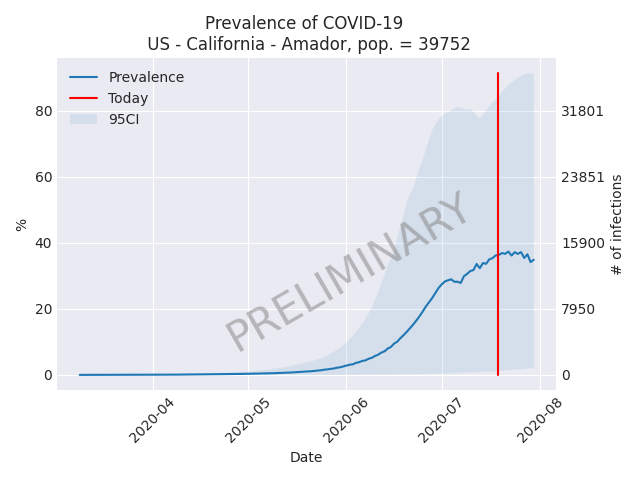 Prevalence of COVID-19
US - California - Amador, pop. = 39752
Prevalence
Today
95CI
PRELIMINARY
%
80
60
40
20
0
31801
23851
15900
7950
0
# of infections
2020-04
2020-05
2020-06
2020-07
2020-08
Date